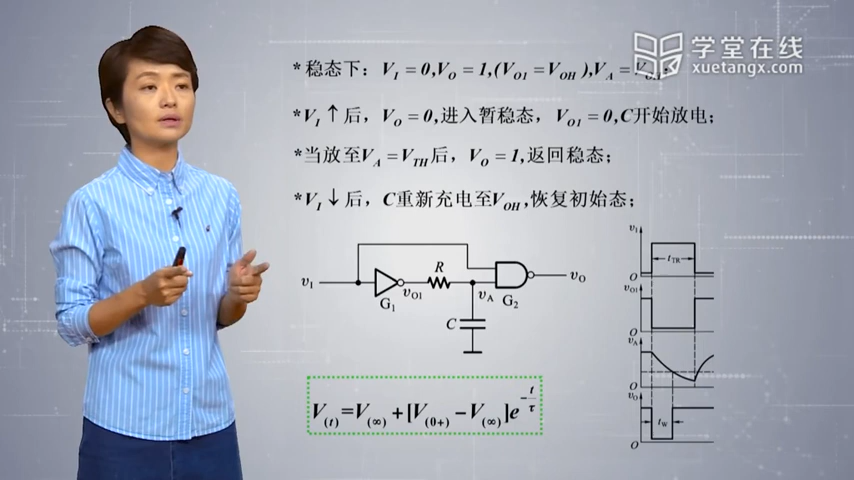 学堂在线
xuetangx.com
*稳态下：V_I = 0,V_O = 1,(V_O1 = V_OH ),V_A = V_OH
*V_I ↑后，V_O = 0,进入暂稳态，V_O1 = 0,C开始放电；
*当放至V_A = V_TH后，V_O = 1,返回稳态；
*V_I ↓后，C重新充电至V_OH,恢复初始态；
v_I
G_1
v_O1
R
C
v_A
G_2
v_O
V_(t)=V_(∞)+[V_(0+)−V_(∞)]e^(−t/τ)
v_I
t_TR
O
v_O1
O
v_A
O
v_O
t_W
O